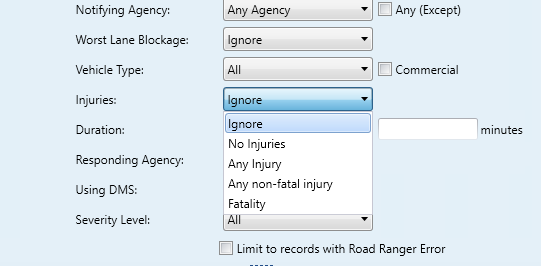 Notifying Agency: Any Agency Any (Except)
Worst Lane Blockage: Ignore
Vehicle Type: All Commercial
Injuries: Ignore
Ignore
Duration: minutes
No Injuries
Responding Agency: Any Injury
Using DMS: Any non-fatal injury
Fatality
Severity Level: All
Limit to records with Road Ranger Error